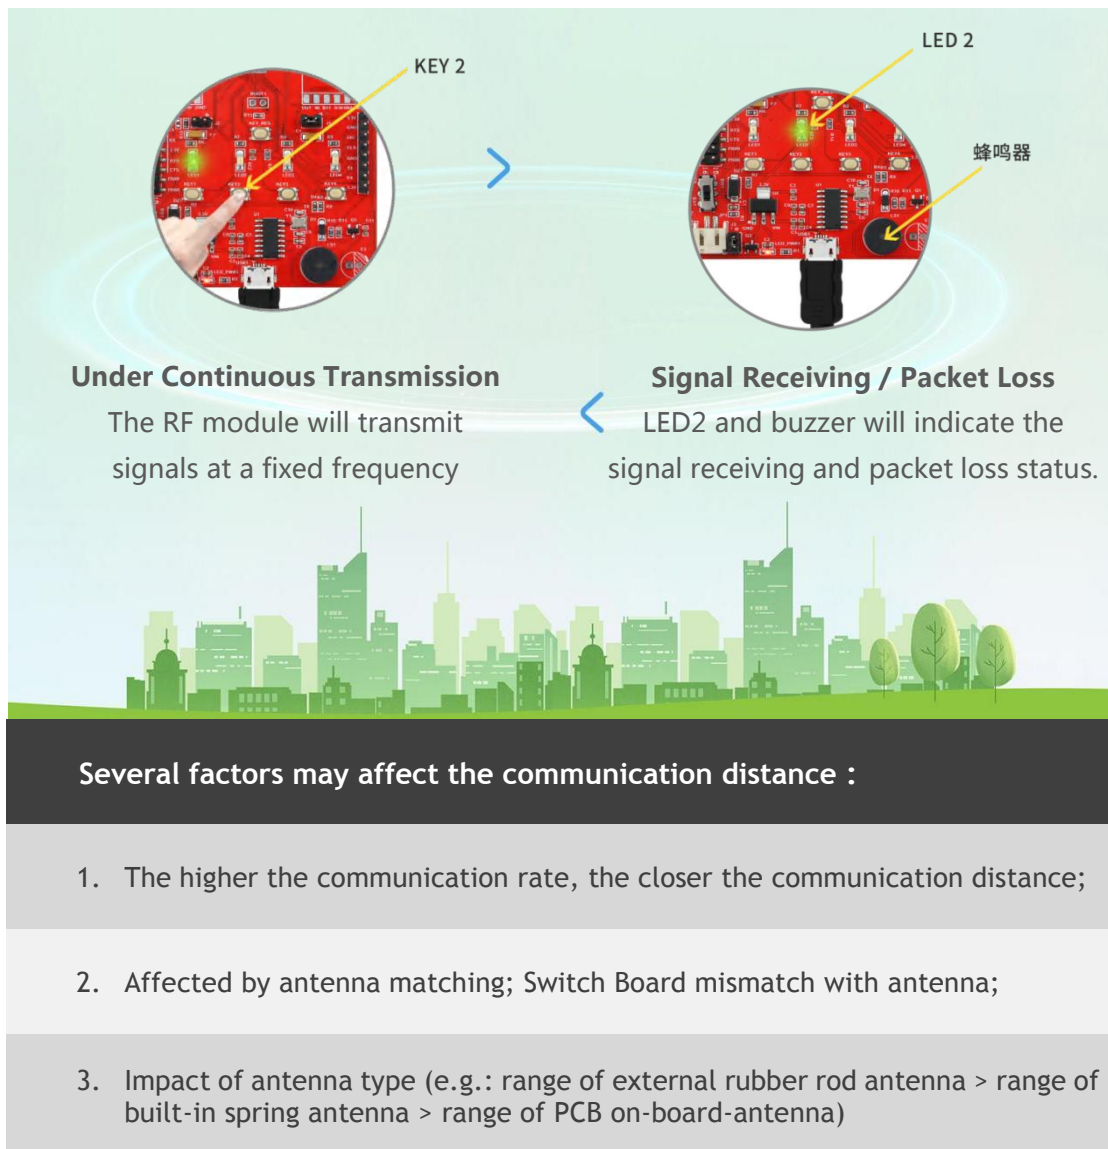 LED 2
KEY 2
蜂鸣器
Under Continuous Transmission
The RF module will transmit
signals at a fixed frequency
Signal Receiving / Packet Loss
LED2 and buzzer will indicate the
signal receiving and packet loss status.
Several factors may affect the communication distance :
1. The higher the communication rate, the closer the communication distance;
2. Affected by antenna matching; Switch Board mismatch with antenna;
3. Impact of antenna type (e.g.: range of external rubber rod antenna > range of
built-in spring antenna > range of PCB on-board-antenna)